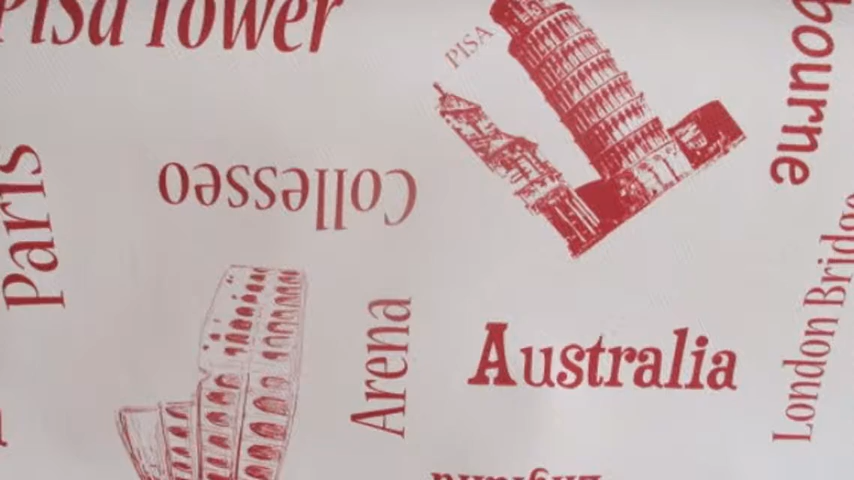 Pisa Tower
PISA
bourne
Paris
Collesseo
Arena
Australia
London Bridge